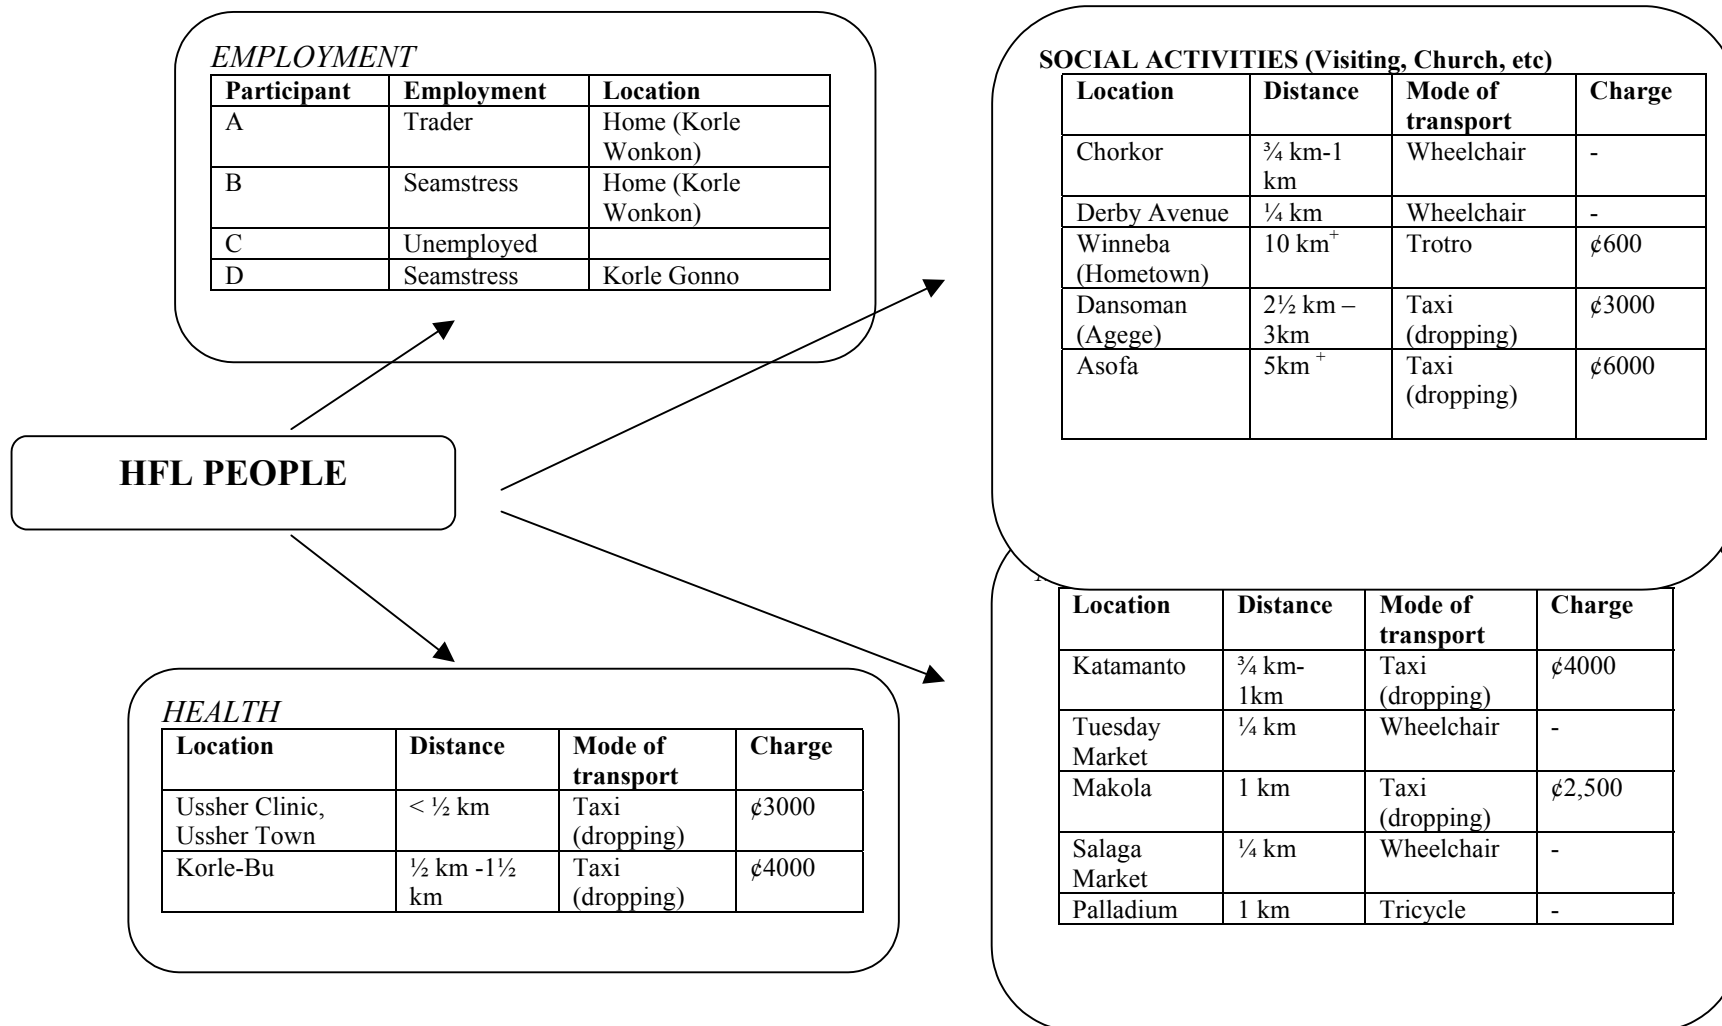 EMPLOYMENT
Participant Employment Location
A Trader Home (Korle
Wonkon)
B Seamstress Home (Korle
Wonkon)
C Unemployed
D Seamstress Korle Gonno
SOCIAL ACTIVITIES (Visiting, Church, etc)
Location Distance Mode of Charge
transport
Chorkor ¾ km-1 Wheelchair -
km
Derby Avenue ¼ km Wheelchair -
Winneba 10 km+ Trotro ¢600
(Hometown)
Dansoman 2½ km – Taxi ¢3000
(Agege) 3km (dropping)
Asofa 5km + Taxi ¢6000
(dropping)
HFL PEOPLE
HEALTH
Location Distance Mode of Charge
transport
Ussher Clinic, < ½ km Taxi ¢3000
Ussher Town (dropping)
Korle-Bu ½ km -1½ Taxi ¢4000
km (dropping)
Location Distance Mode of Charge
transport
Katamanto ¾ km- Taxi ¢4000
1km (dropping)
Tuesday ¼ km Wheelchair -
Market
Makola 1 km Taxi ¢2,500
(dropping)
Salaga ¼ km Wheelchair -
Market
Palladium 1 km Tricycle -